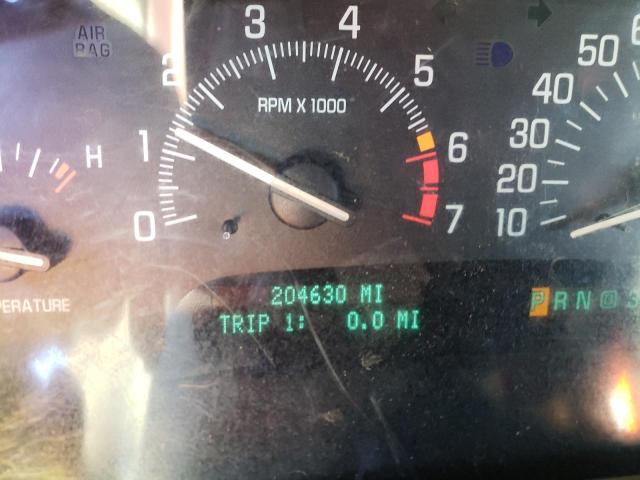 AIR
BAG
0 1 2 3 4 5 6 7
RPM X 1000
H
10 20 30 40 50
204630 MI
TRIP 1: 0.0 MI
PERATURE
P R N D